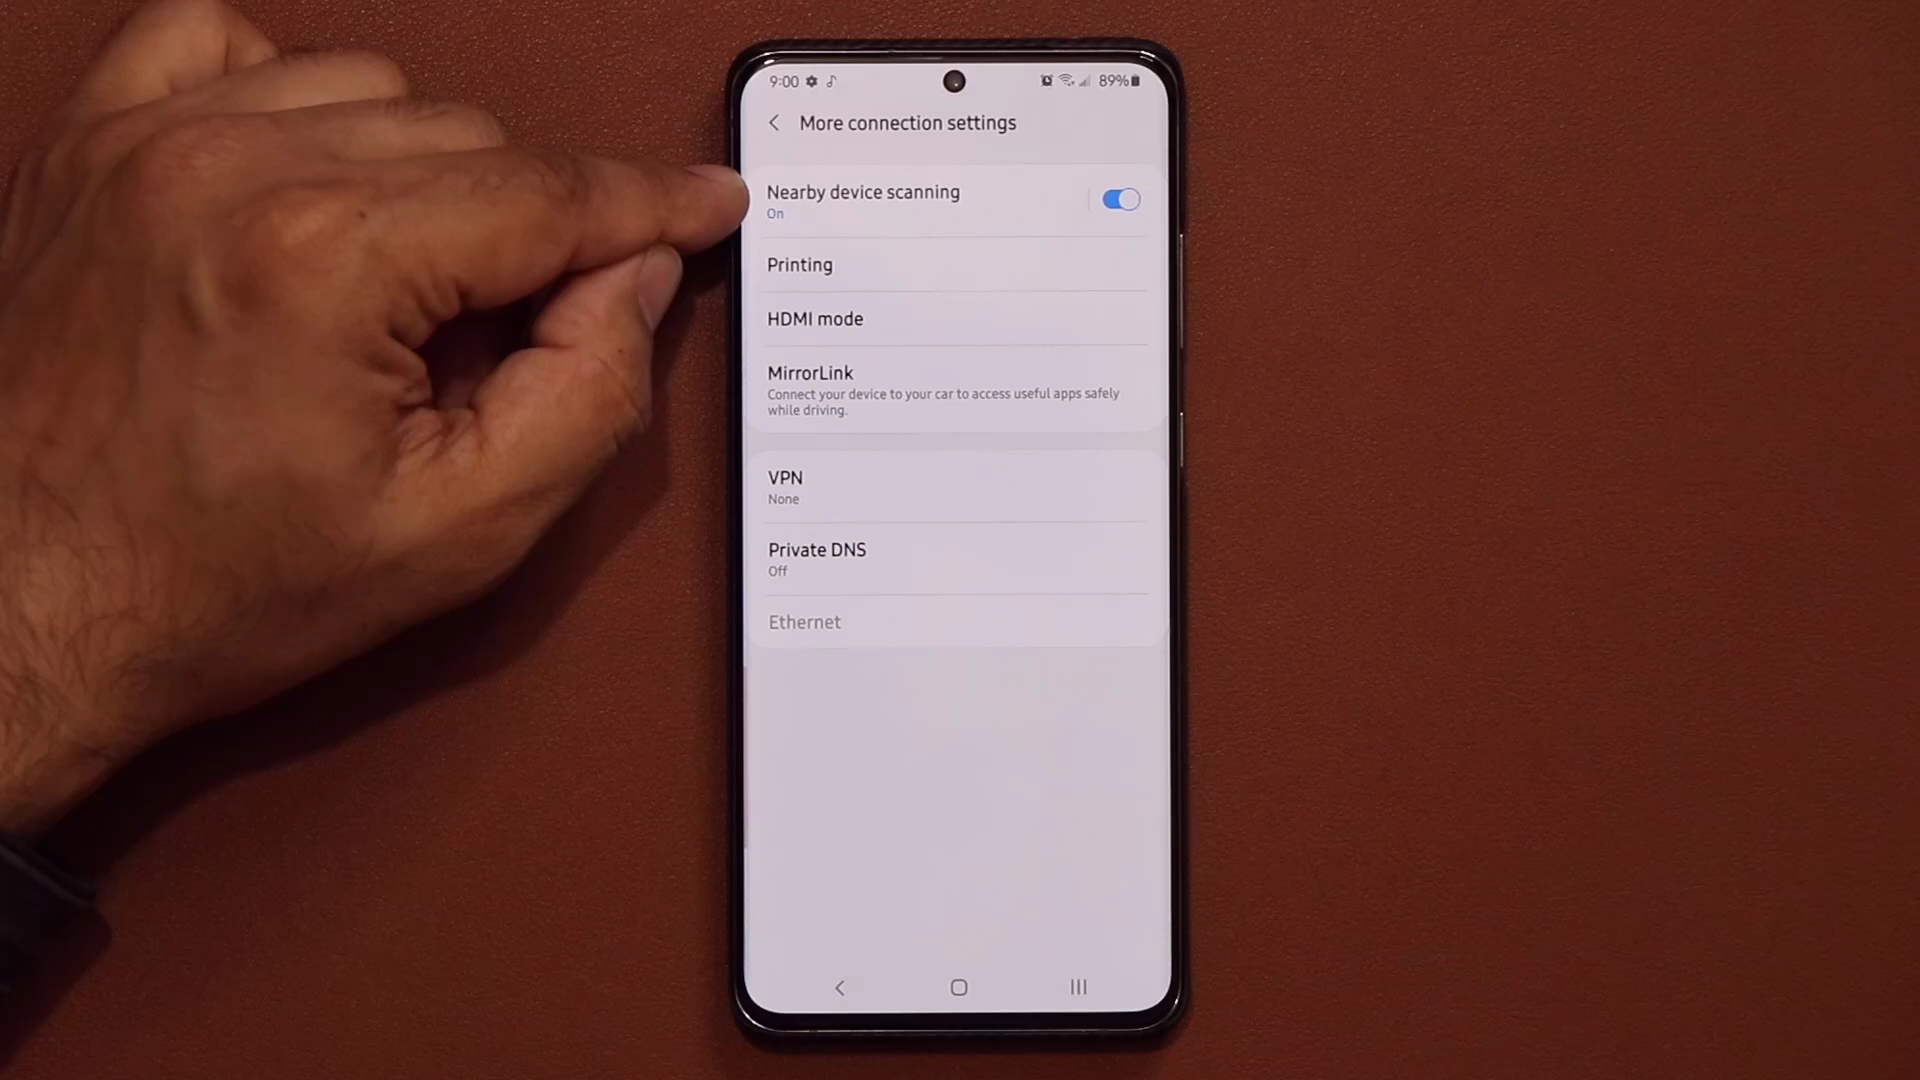 9:00
89%
More connection settings
Nearby device scanning
On
Printing
HDMI mode
MirrorLink
Connect your device to your car to access useful apps safely
while driving.
VPN
None
Private DNS
Off
Ethernet